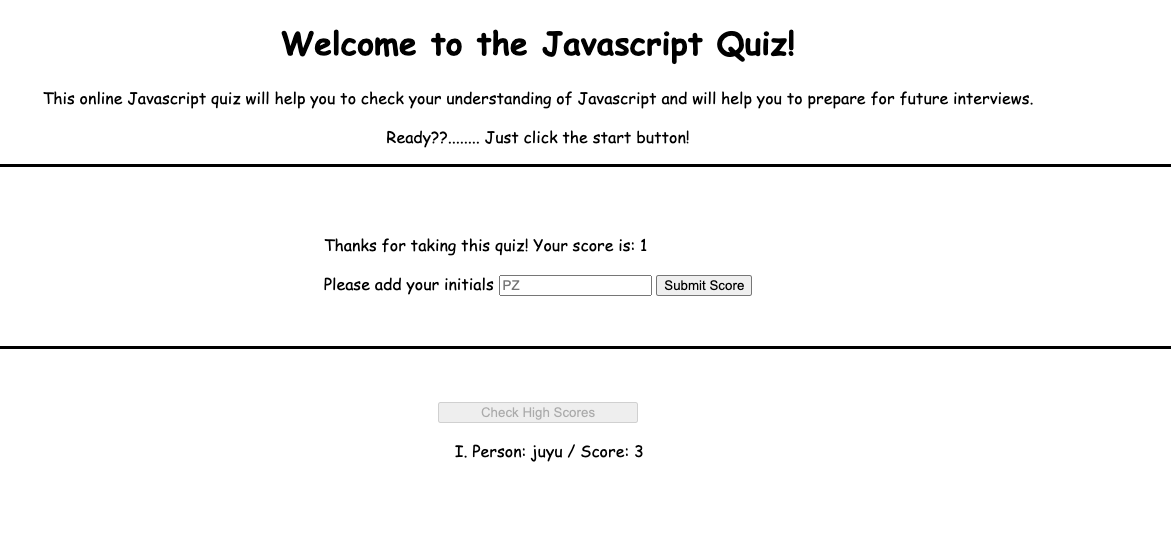 Welcome to the Javascript Quiz!
This online Javascript quiz will help you to check your understanding of Javascript and will help you to prepare for future interviews.
Ready??........ Just click the start button!
Thanks for taking this quiz! Your score is: 1
Please add your initials PZ Submit Score
Check High Scores
I. Person: juyu / Score: 3